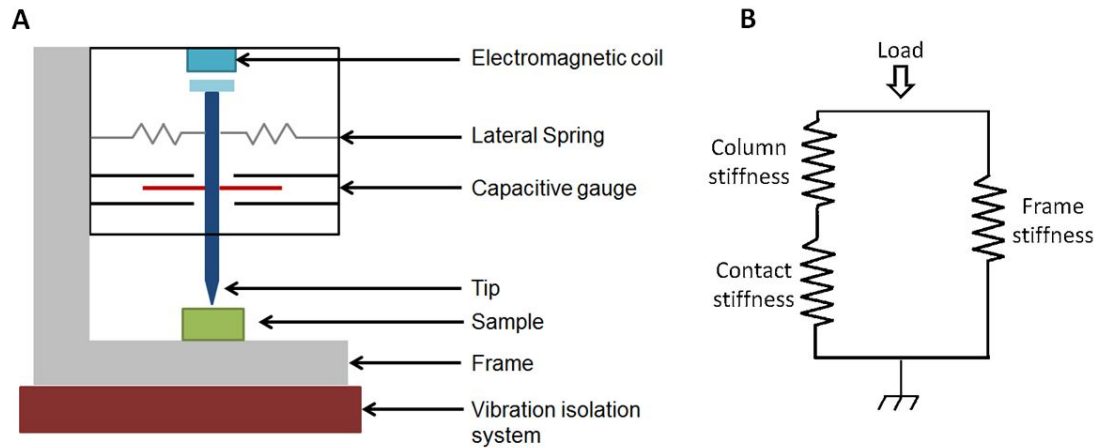 A
Electromagnetic coil
Lateral Spring
Capacitive gauge
Tip
Sample
Frame
Vibration isolation
system
B
Load
Column
stiffness
Contact
stiffness
Frame
stiffness